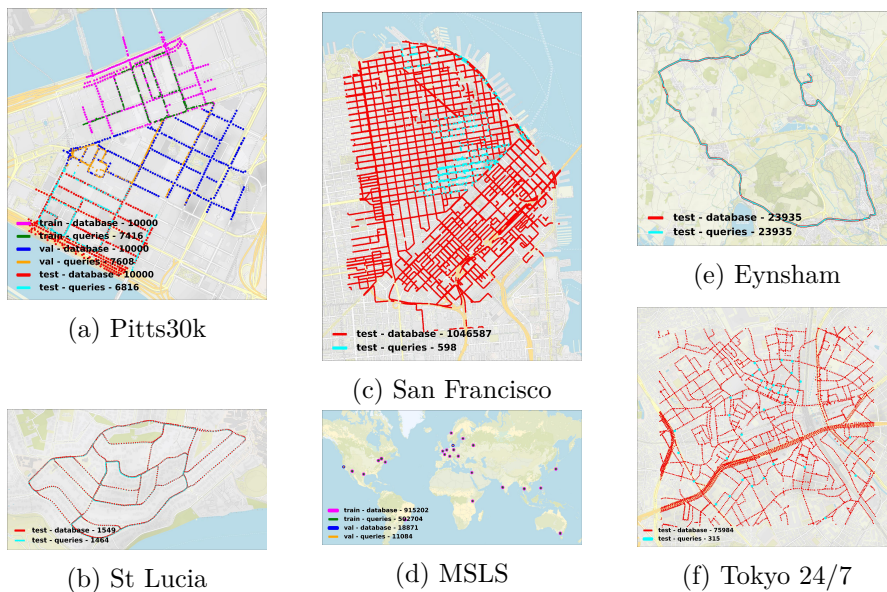 train - database - 10000
train - queries - 7416
val - database - 10000
val - queries - 7608
test - database - 10000
test - queries - 6816
(a) Pitts30k
test - database - 1549
test - queries - 1464
(b) St Lucia
test - database - 1046587
test - queries - 598
(c) San Francisco
train - database - 915202
train - queries - 502704
val - database - 18871
val - queries - 11084
(d) MSLS
test - database - 23935
test - queries - 23935
(e) Eynsham
test - database - 75984
test - queries - 315
(f) Tokyo 24/7